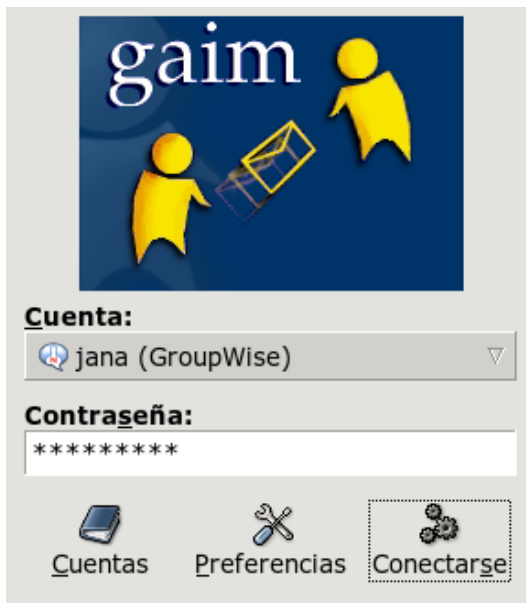 gaim
Cuenta:
jana (GroupWise)
Contraseña:
*********
Cuentas
Preferencias
Conectarse